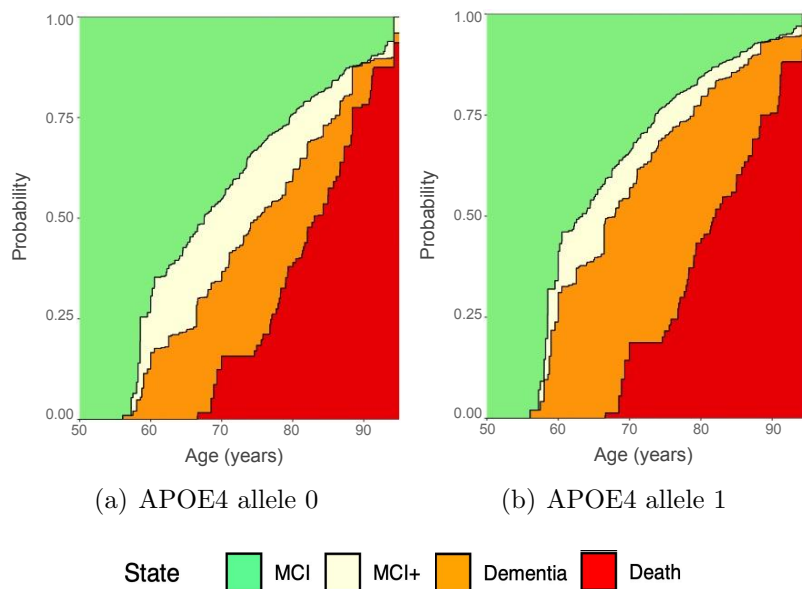 1.00
0.75
0.50
0.25
0.00
Probability
50 60 70 80 90
Age (years)
(a) APOE4 allele 0
1.00
0.75
0.50
0.25
0.00
Probability
50 60 70 80 90
Age (years)
(b) APOE4 allele 1
State MCI MCI+ Dementia Death